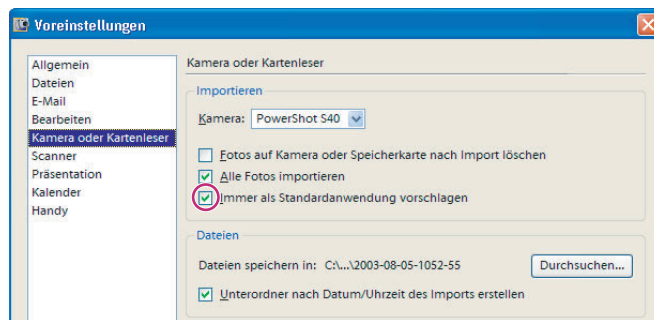 Voreinstellungen
Allgemein
Dateien
E-Mail
Bearbeiten
Kamera oder Kartenleser
Scanner
Präsentation
Kalender
Handy
Kamera oder Kartenleser
Importieren
Kamera: PowerShot S40
Fotos auf Kamera oder Speicherkarte nach Import löschen
Alle Fotos importieren
Immer als Standardanwendung vorschlagen
Dateien
Dateien speichern in: C:\...\2003-08-05-1052-55 Durchsuchen...
Unterordner nach Datum/Uhrzeit des Imports erstellen